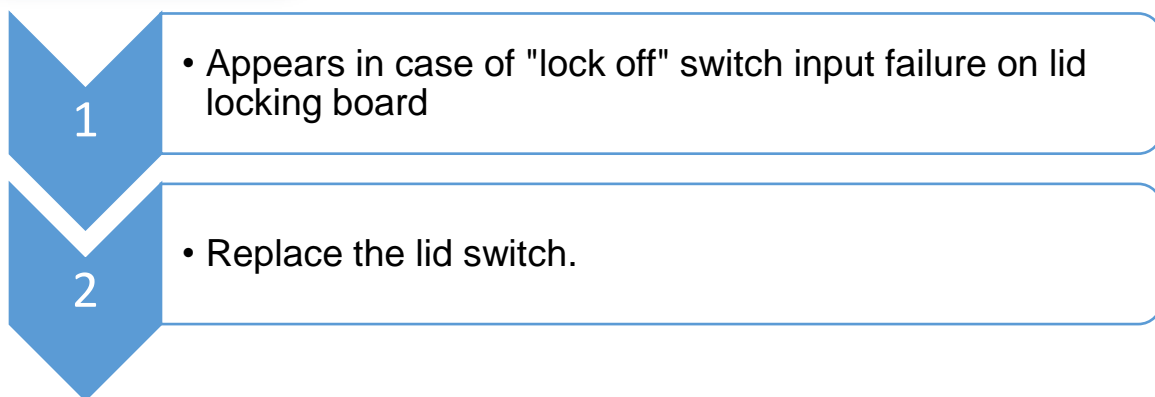 1
• Appears in case of "lock off" switch input failure on lid
locking board
2
• Replace the lid switch.